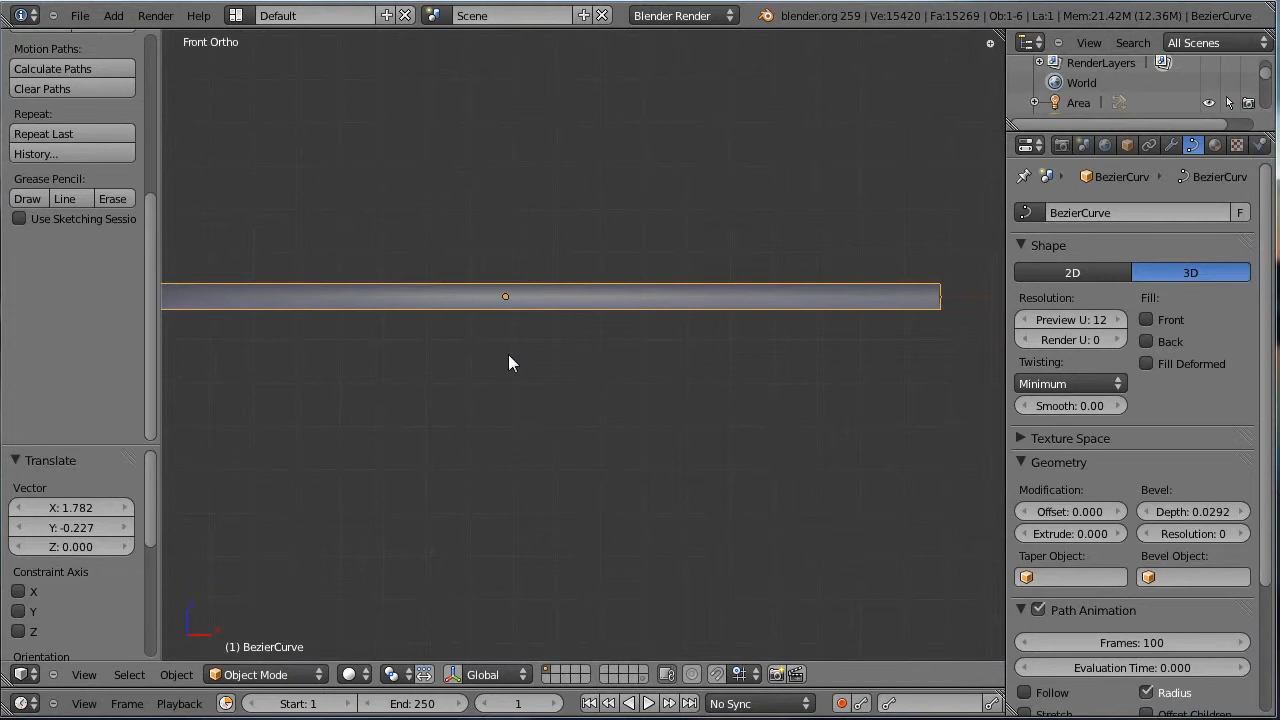 File Add Render Help Default Scene Blender Render blender.org 259 | Ve:15420 | Fa:15269 | Ob:1-6 | La:1 | Mem:21.42M (12.36M) | BezierCurve
Front Ortho
View Search All Scenes
RenderLayers
World
Area
Motion Paths:
Calculate Paths
Clear Paths
Repeat:
Repeat Last
History...
Grease Pencil:
Draw Line Erase
Use Sketching Sessio
Translate
Vector
X: 1.782
Y: -0.227
Z: 0.000
Constraint Axis
X
Y
Z
Orientation
(1) BezierCurve
BezierCurv BezierCurv
BezierCurve F
Shape
2D 3D
Resolution: Fill:
Preview U: 12 Front
Render U: 0 Back
Twisting: Fill Deformed
Minimum
Smooth: 0.00
Texture Space
Geometry
Modification: Bevel:
Offset: 0.000 Depth: 0.0292
Extrude: 0.000 Resolution: 0
Taper Object: Bevel Object:
Path Animation
Frames: 100
Evaluation Time: 0.000
Follow Radius
Stretch Offset Children
View Select Object Object Mode Global
View Frame Playback Start: 1 End: 250 1 No Sync